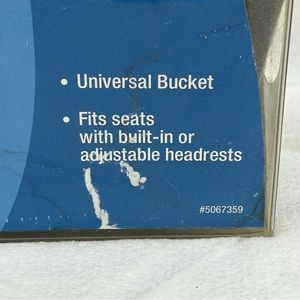 • Universal Bucket
• Fits seats
with built-in or
adjustable headrests
#5067359